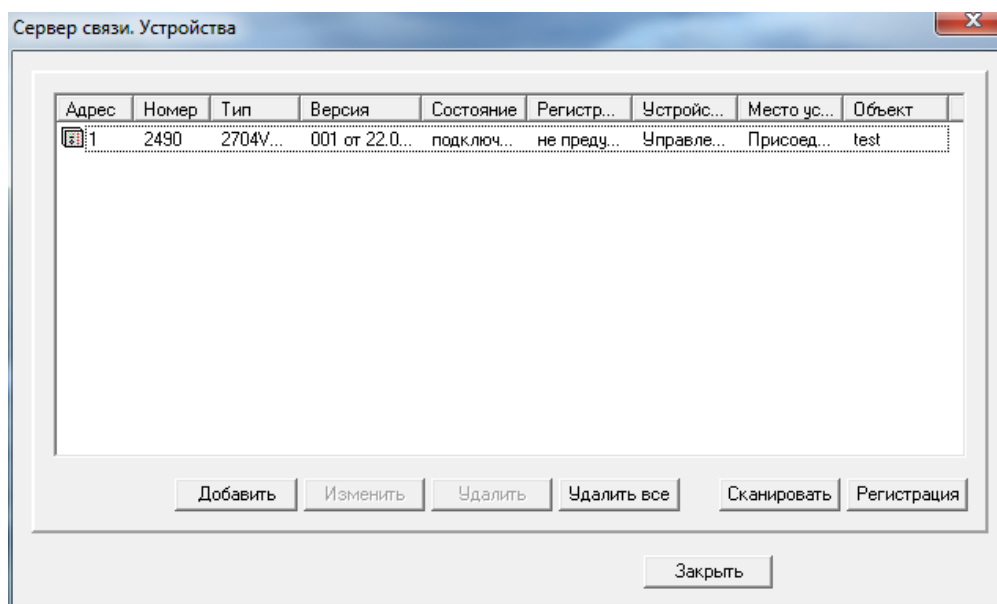 Сервер связи. Устройства
Адрес Номер Тип Версия Состояние Регистр... Устройс... Место ус... Объект
1 2490 2704V... 001 от 22.0... подключ... не преду... Управле... Присоед... test
Добавить Изменить Удалить Удалить все Сканировать Регистрация
Закрыть